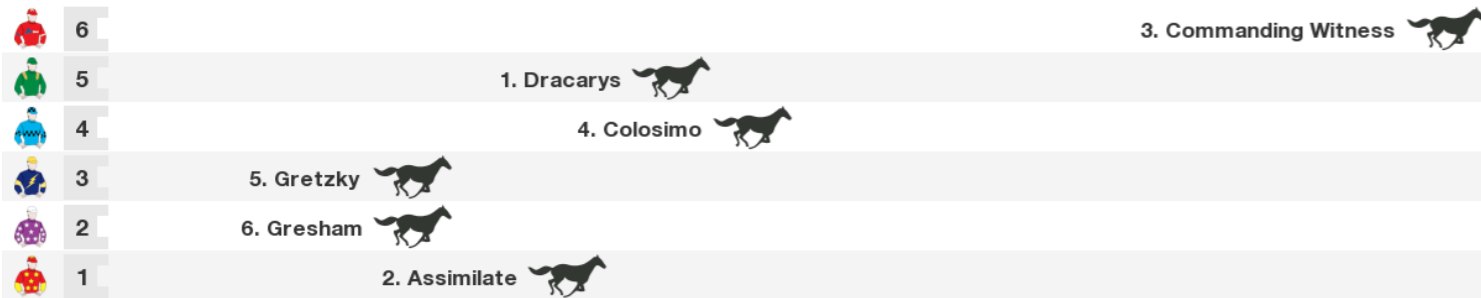 6 3. Commanding Witness
5 1. Dracarys
4 4. Colosimo
3 5. Gretzky
2 6. Gresham
1 2. Assimilate